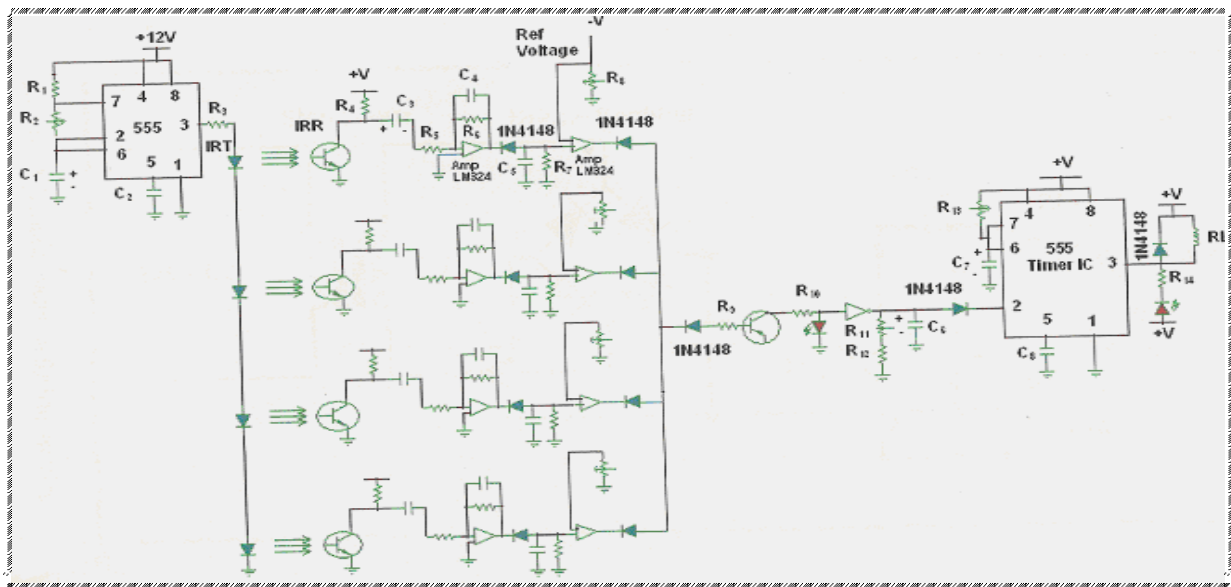 +12V
R1
R2
7
4
8
555
3
2
6
5
1
C1
+
-
C2
R3
IRT
+V
R4
IRR
C3
+
-
R5
C4
R6
Amp
LM324
1N4148
C5
R7
Ref
Voltage
-V
R8
Amp
LM324
1N4148
1N4148
R9
R10
R11
R12
+
-
C6
1N4148
+V
R13
4
8
7
6
555
Timer IC
3
2
5
1
C7
+
-
C8
1N4148
+V
Rl
R14
+V